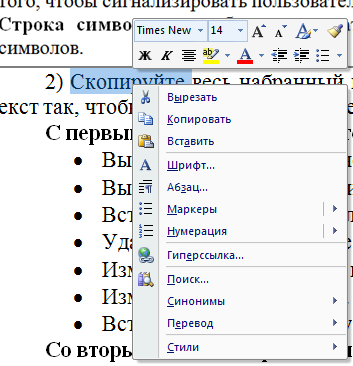 того, чтобы сигнализировать пользовател
Строка симво
символов.
Times New 14
2) Скопируйте весь набранный
екст так, чтоб
С первы
Вырезать
Копировать
Вставить
Шрифт...
Абзац...
Маркеры
Нумерация
Гиперссылка...
Поиск...
Синонимы
Перевод
Стили
• Вы
• Вы
• Вст
• Уда
• Изм
• Изм
• Вст
Со вторы